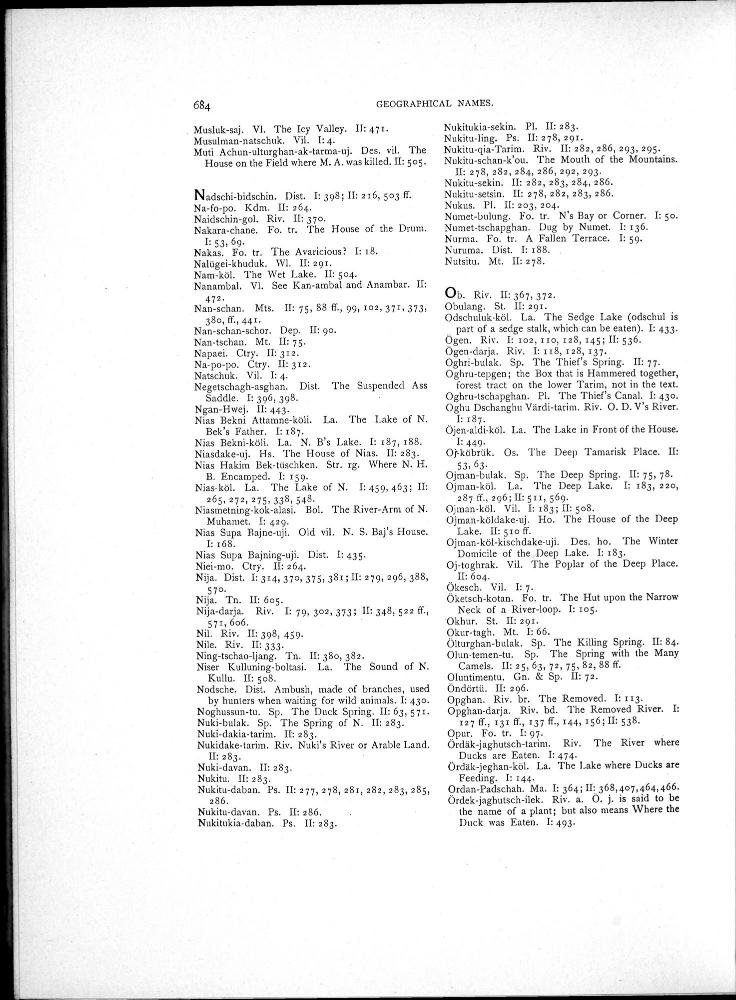 684
GEOGRAPHICAL NAMES.
Musluk-saj. Vl. The Icy Valley. II: 471.
Musulman-natschuk. Vil. I: 4.
Muti Achun-ulturghan-ak-tarma-uj. Des. vil. The
House on the Field where M. A. was killed. II: 505.
Nadschi-bidschin. Dist. I: 398; II: 216, 503 ff.
Na-fo-po. Kdm. II: 264.
Naidschin-gol. Riv. II: 370.
Nakara-chane. Fo. tr. The House of the Drum.
I: 53, 69.
Nakas. Fo. tr. The Avaricious? I: 18.
Nalügei-khuduk. Wl. II: 291.
Nam-köl. The Wet Lake. II: 504.
Nanambal. Vl. See Kan-ambal and Anambar. II:
472.
Nan-schan. Mts. II: 75, 88 ff., 99, 102, 371, 373,
380, ff., 441.
Nan-schan-schor. Dep. II: 90.
Nan-tschan. Mt. II: 75.
Napaei. Ctry. II: 312.
Na-po-po. Ctry. II: 312.
Natschuk. Vil. I: 4.
Negetschagh-asghan. Dist. The Suspended Ass
Saddle. I: 396, 398.
Ngan-Hwej. II: 443.
Nias Bekni Attamne-köli. La. The Lake of N.
Bek's Father. I: 187.
Nias Bekni-köli. La. N. B's Lake. I: 187, 188.
Niasdake-uj. Hs. The House of Nias. II: 283.
Nias Hakim Bek-tüschken. Str. rg. Where N. H.
B. Encamped. I: 159.
Nias-köl. La. The Lake of N. I: 459, 463; II:
265, 272, 275, 338, 548.
Niasmetning-kok-alasi. Bol. The River-Arm of N.
Muhamet. I: 429.
Nias Supa Bajne-uji. Old vil. N. S. Baj's House.
I: 168.
Nias Supa Bajning-uji. Dist. I: 435.
Niei-mo. Ctry. II: 264.
Nija. Dist. I: 314, 370, 375, 381; II: 279, 296, 388,
570.
Nija. Tn. II: 605.
Nija-darja. Riv. I: 79, 302, 373; II: 348, 522 ff.,
571, 606.
Nil. Riv. II: 398, 459.
Nile. Riv. II: 333.
Ning-tschao-ljang. Tn. II: 380, 382.
Niser Kulluning-boltasi. La. The Sound of N.
Kullu. II: 508.
Nodsche. Dist. Ambush, made of branches, used
by hunters when waiting for wild animals. I: 430.
Noghussun-tu. Sp. The Duck Spring. II: 63, 571.
Nuki-bulak. Sp. The Spring of N. II: 283.
Nuki-dakia-tarim. II: 283.
Nukidake-tarim. Riv. Nuki's River or Arable Land.
II: 283.
Nuki-davan. II: 283.
Nukitu. II: 283.
Nukitu-daban. Ps. II: 277, 278, 281, 282, 283, 285,
286.
Nukitu-davan. Ps. II: 286.
Nukitukia-daban. Ps. II: 283.
Nukitukia-sekin. Pl. II: 283.
Nukitu-ling. Ps. II: 278, 291.
Nukitu-qia-Tarim. Riv. II: 282, 286, 293, 295.
Nukitu-schan-k'ou. The Mouth of the Mountains.
II: 278, 282, 284, 286, 292, 293.
Nukitu-sekin. II: 282, 283, 284, 286.
Nukitu-setsin. II: 278, 282, 283, 286.
Nukus. Pl. II: 203, 204.
Numet-bulung. Fo. tr. N's Bay or Corner. I: 50.
Numet-tschapghan. Dug by Numet. I: 136.
Nurma. Fo. tr. A Fallen Terrace. I: 59.
Nuruma. Dist. I: 188.
Nutsitu. Mt. II: 278.
Ob. Riv. II: 367, 372.
Obulang. St. II: 291.
Odschuluk-köl. La. The Sedge Lake (odschul is
part of a sedge stalk, which can be eaten). I: 433.
Ögen. Riv. I: 102, 110, 128, 145; II: 536.
Ögen-darja. Riv. I: 118, 128, 137.
Oghri-bulak. Sp. The Thief's Spring. II: 77.
Oghru-tepgen; the Box that is Hammered together,
forest tract on the lower Tarim, not in the text.
Oghru-tschapghan. Pl. The Thief's Canal. I: 430.
Oghu Dschanghu Värdi-tarim. Riv. O. D. V's River.
I: 187.
Öjen-aldi-köl. La. The Lake in Front of the House.
I: 449.
Oj-köbrük. Os. The Deep Tamarisk Place. II:
53, 63.
Ojman-bulak. Sp. The Deep Spring. II: 75, 78.
Ojman-köl. La. The Deep Lake. I: 183, 220,
287 ff., 296; II: 511, 569.
Ojman-köl. Vil. I: 183; II: 508.
Ojman-köldake-uj. Ho. The House of the Deep
Lake. II: 510 ff.
Ojman-köl-kischdake-uji. Des. ho. The Winter
Domicile of the Deep Lake. I: 183.
Oj-toghrak. Vil. The Poplar of the Deep Place.
II: 604.
Ökesch. Vil. I: 7.
Öketsch-kotan. Fo. tr. The Hut upon the Narrow
Neck of a River-loop. I: 105.
Okhur. St. II: 291.
Okur-tagh. Mt. I: 66.
Ölturghan-bulak. Sp. The Killing Spring. II: 84.
Olun-temen-tu. Sp. The Spring with the Many
Camels. II: 25, 63, 72, 75, 82, 88 ff.
Oluntimentu. Gn. & Sp. II: 72.
Öndörtü. II: 296.
Opghan. Riv. br. The Removed. I: 113.
Opghan-darja. Riv. bd. The Removed River. I:
127 ff., 131 ff., 137 ff., 144, 156; II: 538.
Opur. Fo. tr. I: 97.
Ördäk-jaghutsch-tarim. Riv. The River where
Ducks are Eaten. I: 474.
Ördäk-jeghan-köl. La. The Lake where Ducks are
Feeding. I: 144.
Ordan-Padschah. Ma. I: 364; II: 368, 407, 464, 466.
Ördek-jaghutsch-ilek. Riv. a. O. j. is said to be
the name of a plant; but also means Where the
Duck was Eaten. I: 493.